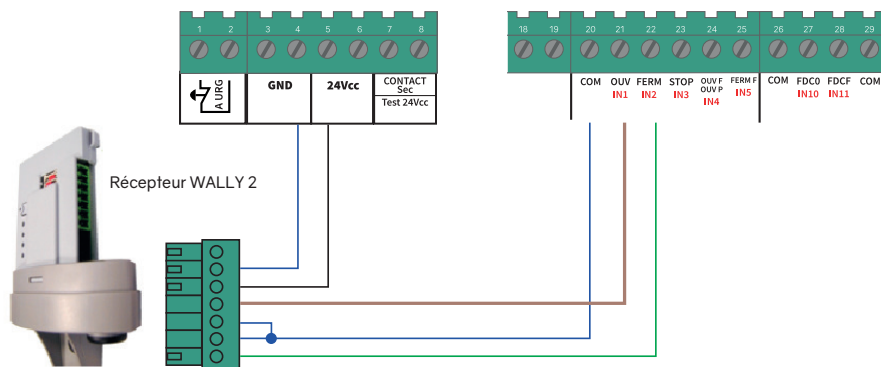 1 2 3 4 5 6 7 8
18 19 20 21 22 23 24 25 26 27 28 29
A URG
GND
24Vcc
CONTACT
Sec
Test 24Vcc
COM OUV FERM STOP OUV F FERM F COM FDC0 FDCF COM
OUV P
IN1 IN2 IN3 IN4 IN5 IN10 IN11
Récepteur WALLY 2